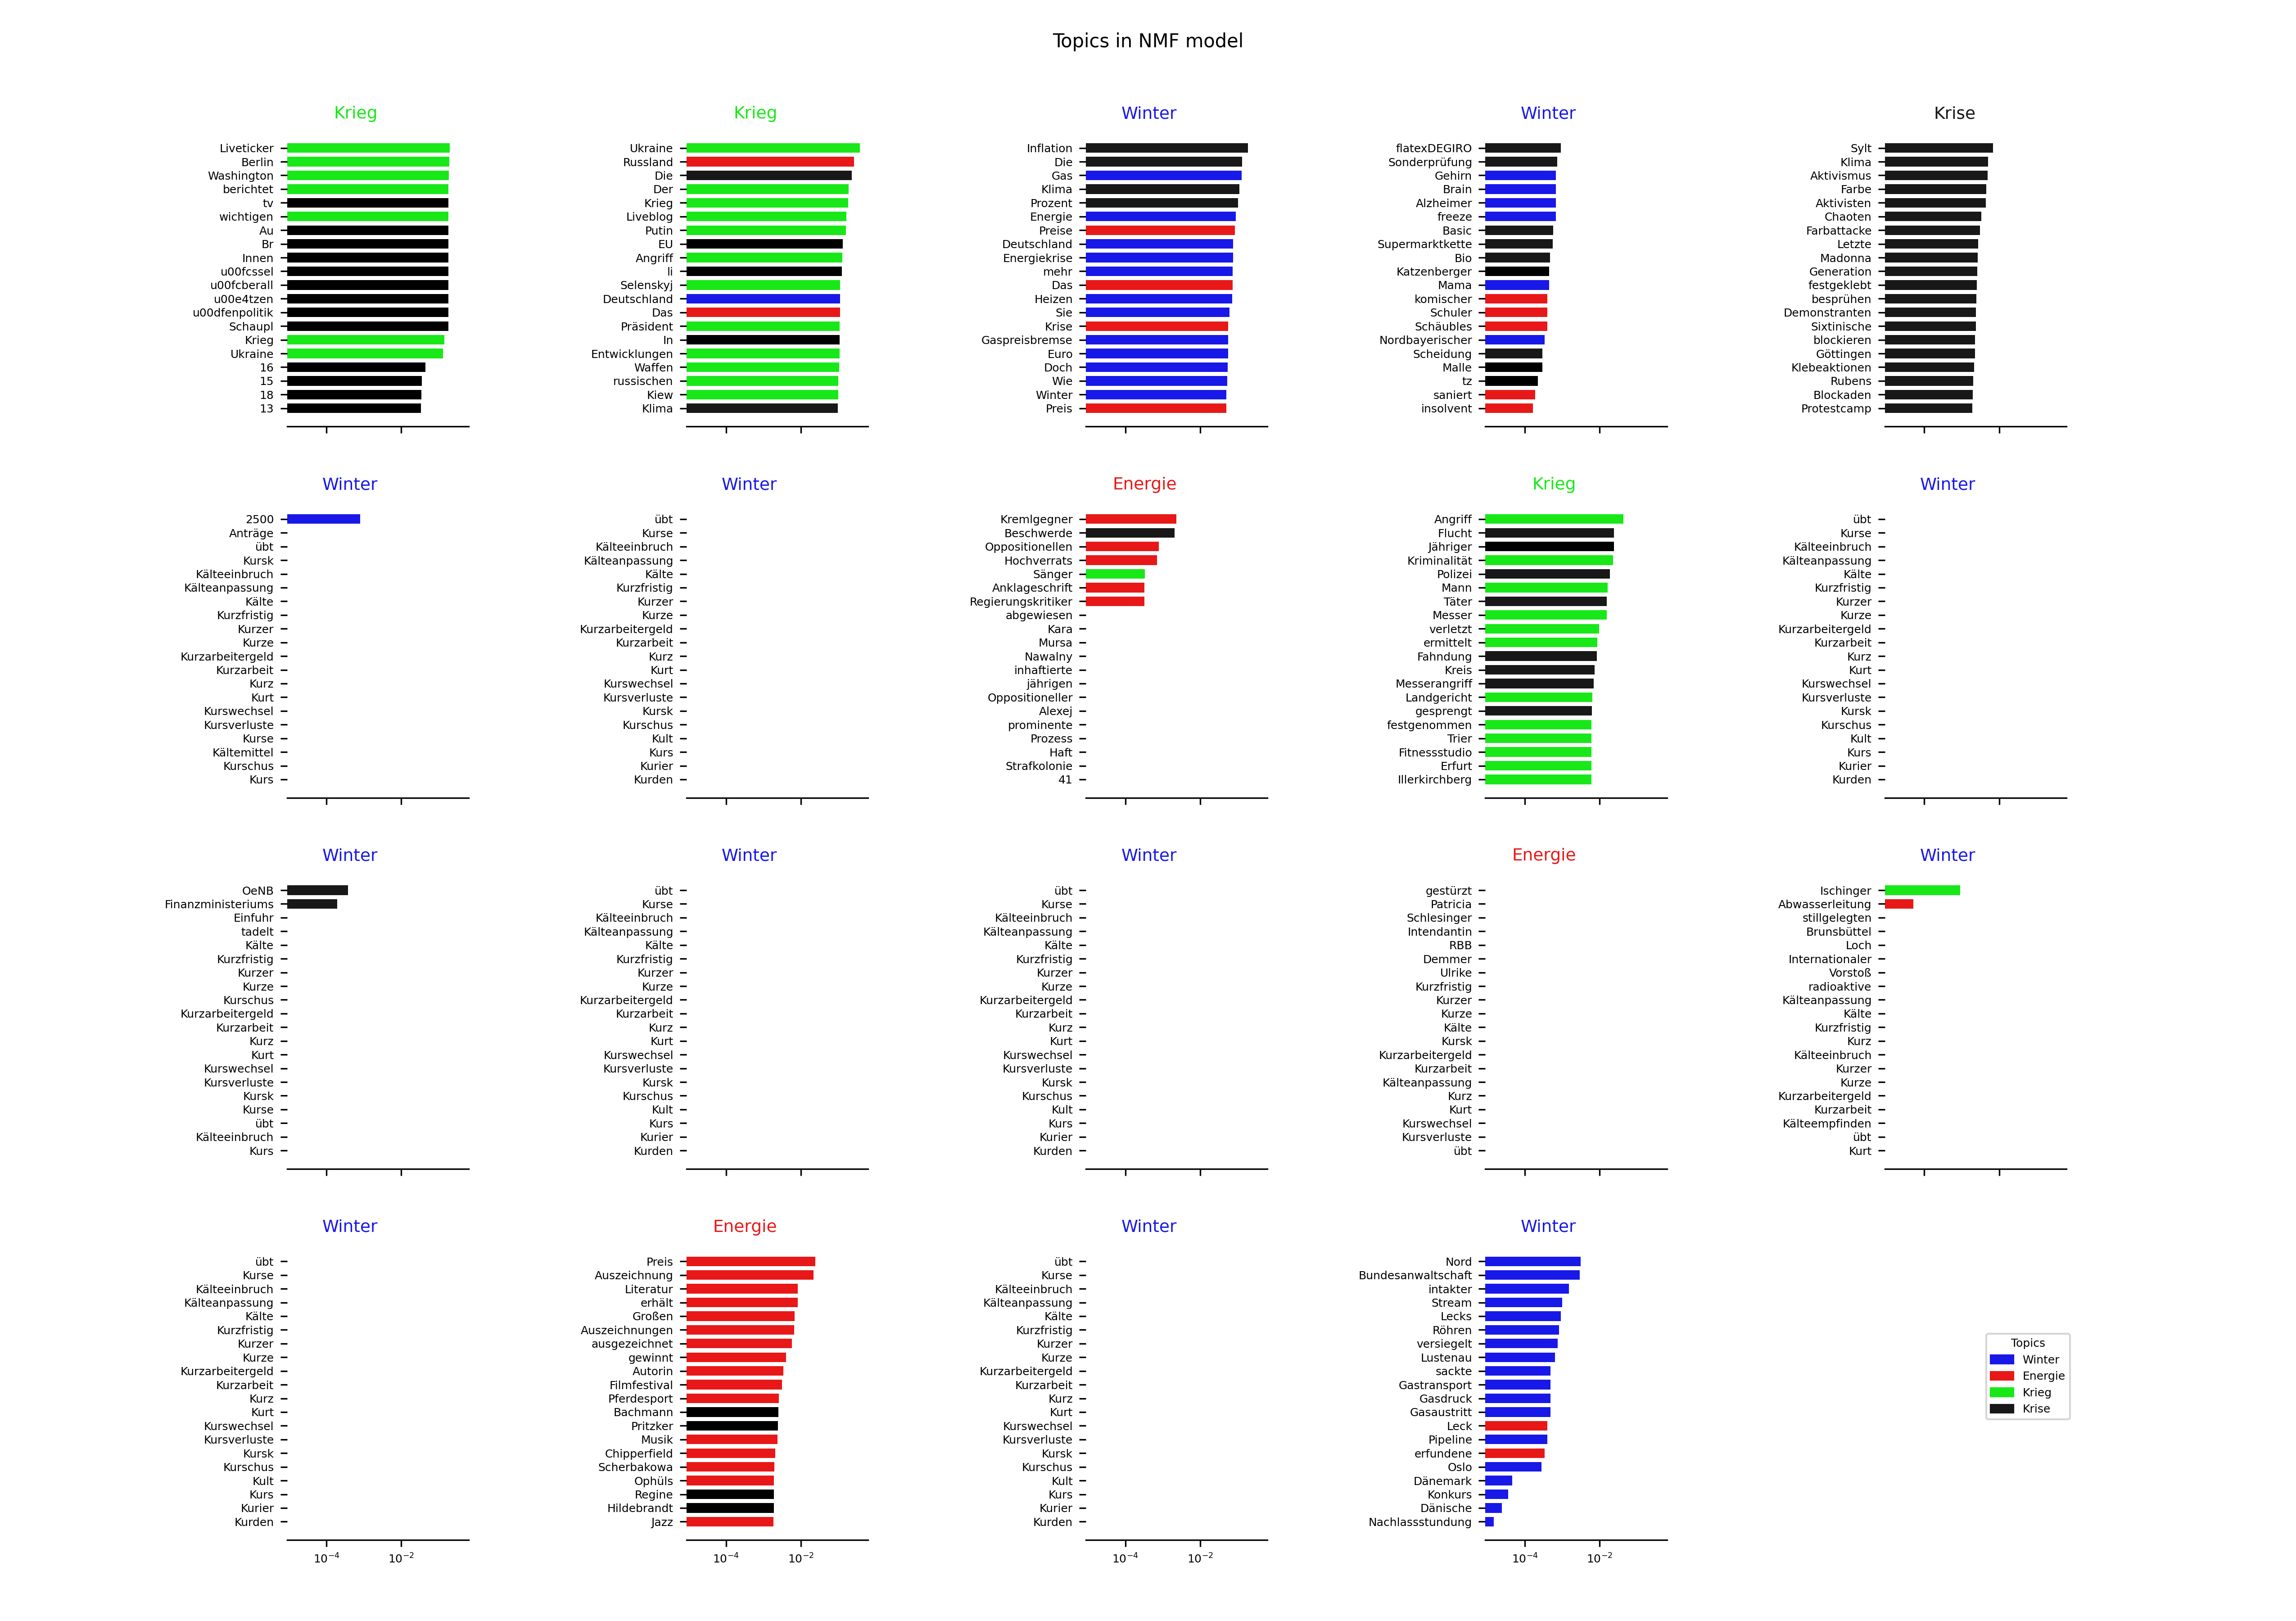 Topics in NMF model
Krieg
Liveticker
Berlin
Washington
berichtet
tv
wichtigen
Au
Br
Innen
u00fcssel
u00fcberall
u00e4tzen
u00dfenpolitik
Schaupl
Krieg
Ukraine
16
15
18
13
Krieg
Ukraine
Russland
Die
Der
Krieg
Liveblog
Putin
EU
Angriff
li
Selenskyj
Deutschland
Das
Präsident
In
Entwicklungen
Waffen
russischen
Kiew
Klima
Winter
Inflation
Die
Gas
Klima
Prozent
Energie
Preise
Deutschland
Energiekrise
mehr
Das
Heizen
Sie
Krise
Gaspreisbremse
Euro
Doch
Wie
Winter
Preis
Winter
flatexDEGIRO
Sonderprüfung
Gehirn
Brain
Alzheimer
freeze
Basic
Supermarktkette
Bio
Katzenberger
Mama
komischer
Schuler
Schäubles
Nordbayerischer
Scheidung
Malle
tz
saniert
insolvent
Krise
Sylt
Klima
Aktivismus
Farbe
Aktivisten
Chaoten
Farbattacke
Letzte
Madonna
Generation
festgeklebt
besprühen
Demonstranten
Sixtinische
blockieren
Göttingen
Klebeaktionen
Rubens
Blockaden
Protestcamp
Winter
2500
Anträge
übt
Kursk
Kälteeinbruch
Kälteanpassung
Kälte
Kurzfristig
Kurzer
Kurze
Kurzarbeitergeld
Kurzarbeit
Kurz
Kurt
Kurswechsel
Kursverluste
Kurse
Kältemittel
Kurschus
Kurs
Winter
übt
Kurse
Kälteeinbruch
Kälteanpassung
Kälte
Kurzfristig
Kurzer
Kurze
Kurzarbeitergeld
Kurzarbeit
Kurz
Kurt
Kurswechsel
Kursverluste
Kursk
Kurschus
Kult
Kurs
Kurier
Kurden
Energie
Kremlgegner
Beschwerde
Oppositionellen
Hochverrats
Sänger
Anklageschrift
Regierungskritiker
abgewiesen
Kara
Mursa
Nawalny
inhaftierte
jährigen
Oppositioneller
Alexej
prominente
Prozess
Haft
Strafkolonie
41
Krieg
Angriff
Flucht
Jähriger
Kriminalität
Polizei
Mann
Täter
Messer
verletzt
ermittelt
Fahndung
Kreis
Messerangriff
Landgericht
gesprengt
festgenommen
Trier
Fitnessstudio
Erfurt
Illerkirchberg
Winter
übt
Kurse
Kälteeinbruch
Kälteanpassung
Kälte
Kurzfristig
Kurzer
Kurze
Kurzarbeitergeld
Kurzarbeit
Kurz
Kurt
Kurswechsel
Kursverluste
Kursk
Kurschus
Kult
Kurs
Kurier
Kurden
Winter
OeNB
Finanzministeriums
Einfuhr
tadelt
Kälte
Kurzfristig
Kurzer
Kurze
Kurschus
Kurzarbeitergeld
Kurzarbeit
Kurz
Kurt
Kurswechsel
Kursverluste
Kursk
Kurse
übt
Kälteeinbruch
Kurs
Winter
übt
Kurse
Kälteeinbruch
Kälteanpassung
Kälte
Kurzfristig
Kurzer
Kurze
Kurzarbeitergeld
Kurzarbeit
Kurz
Kurt
Kurswechsel
Kursverluste
Kursk
Kurschus
Kult
Kurs
Kurier
Kurden
Winter
übt
Kurse
Kälteeinbruch
Kälteanpassung
Kälte
Kurzfristig
Kurzer
Kurze
Kurzarbeitergeld
Kurzarbeit
Kurz
Kurt
Kurswechsel
Kursverluste
Kursk
Kurschus
Kult
Kurs
Kurier
Kurden
Energie
gestürzt
Patricia
Schlesinger
Intendantin
RBB
Demmer
Ulrike
Kurzfristig
Kurzer
Kurze
Kälte
Kursk
Kurzarbeitergeld
Kurzarbeit
Kälteanpassung
Kurz
Kurt
Kurswechsel
Kursverluste
übt
Winter
Ischinger
Abwasserleitung
stillgelegten
Brunsbüttel
Loch
Internationaler
Vorstoß
radioaktive
Kälteanpassung
Kälte
Kurzfristig
Kurz
Kälteeinbruch
Kurzer
Kurze
Kurzarbeitergeld
Kurzarbeit
Kälteempfinden
übt
Kurt
Winter
übt
Kurse
Kälteeinbruch
Kälteanpassung
Kälte
Kurzfristig
Kurzer
Kurze
Kurzarbeitergeld
Kurzarbeit
Kurz
Kurt
Kurswechsel
Kursverluste
Kursk
Kurschus
Kult
Kurs
Kurier
Kurden
10⁻⁴ 10⁻²
Energie
Preis
Auszeichnung
Literatur
erhält
Großen
Auszeichnungen
ausgezeichnet
gewinnt
Autorin
Filmfestival
Pferdesport
Bachmann
Pritzker
Musik
Chipperfield
Scherbakowa
Ophüls
Regine
Hildebrandt
Jazz
10⁻⁴ 10⁻²
Winter
übt
Kurse
Kälteeinbruch
Kälteanpassung
Kälte
Kurzfristig
Kurzer
Kurze
Kurzarbeitergeld
Kurzarbeit
Kurz
Kurt
Kurswechsel
Kursverluste
Kursk
Kurschus
Kult
Kurs
Kurier
Kurden
10⁻⁴ 10⁻²
Winter
Nord
Bundesanwaltschaft
intakter
Stream
Lecks
Röhren
versiegelt
Lustenau
sackte
Gastransport
Gasdruck
Gasaustritt
Leck
Pipeline
erfundene
Oslo
Dänemark
Konkurs
Dänische
Nachlassstundung
10⁻⁴ 10⁻²
Topics
Winter
Energie
Krieg
Krise